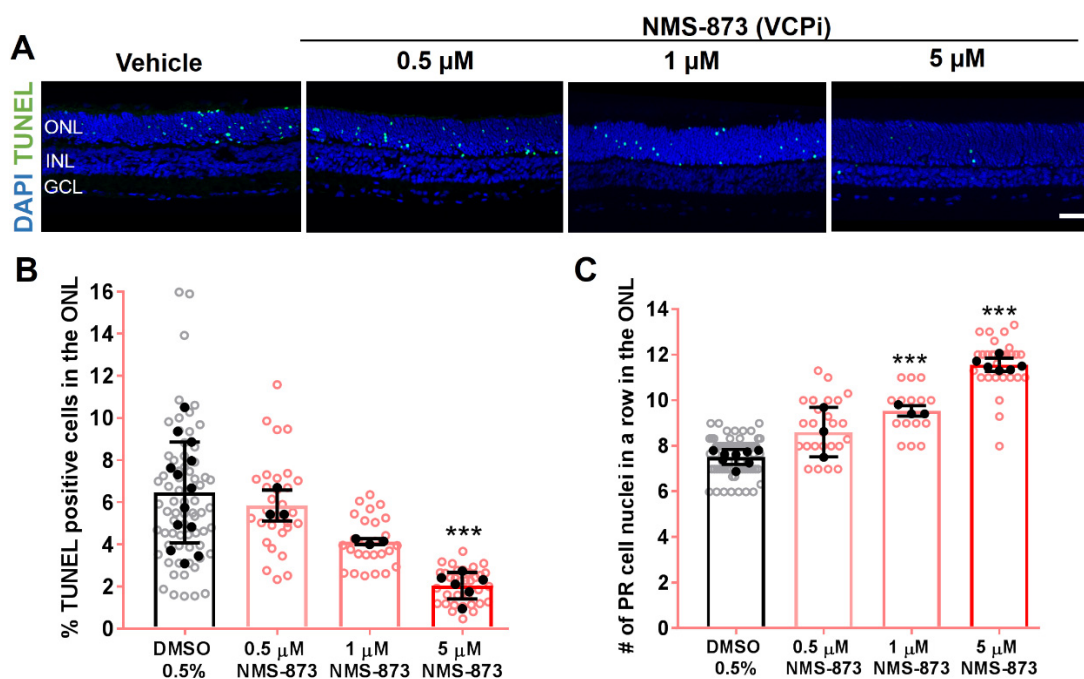 A
NMS-873 (VCPi)
Vehicle
0.5 µM
1 µM
5 µM
DAPI TUNEL
ONL
INL
GCL
B
% TUNEL positive cells in the ONL
16
14
12
10
8
6
4
2
0
***
DMSO
0.5%
0.5 µM
NMS-873
1 µM
NMS-873
5 µM
NMS-873
C
# of PR cell nuclei in a row in the ONL
14
12
10
8
6
4
2
0
***
***
DMSO
0.5%
0.5 µM
NMS-873
1 µM
NMS-873
5 µM
NMS-873